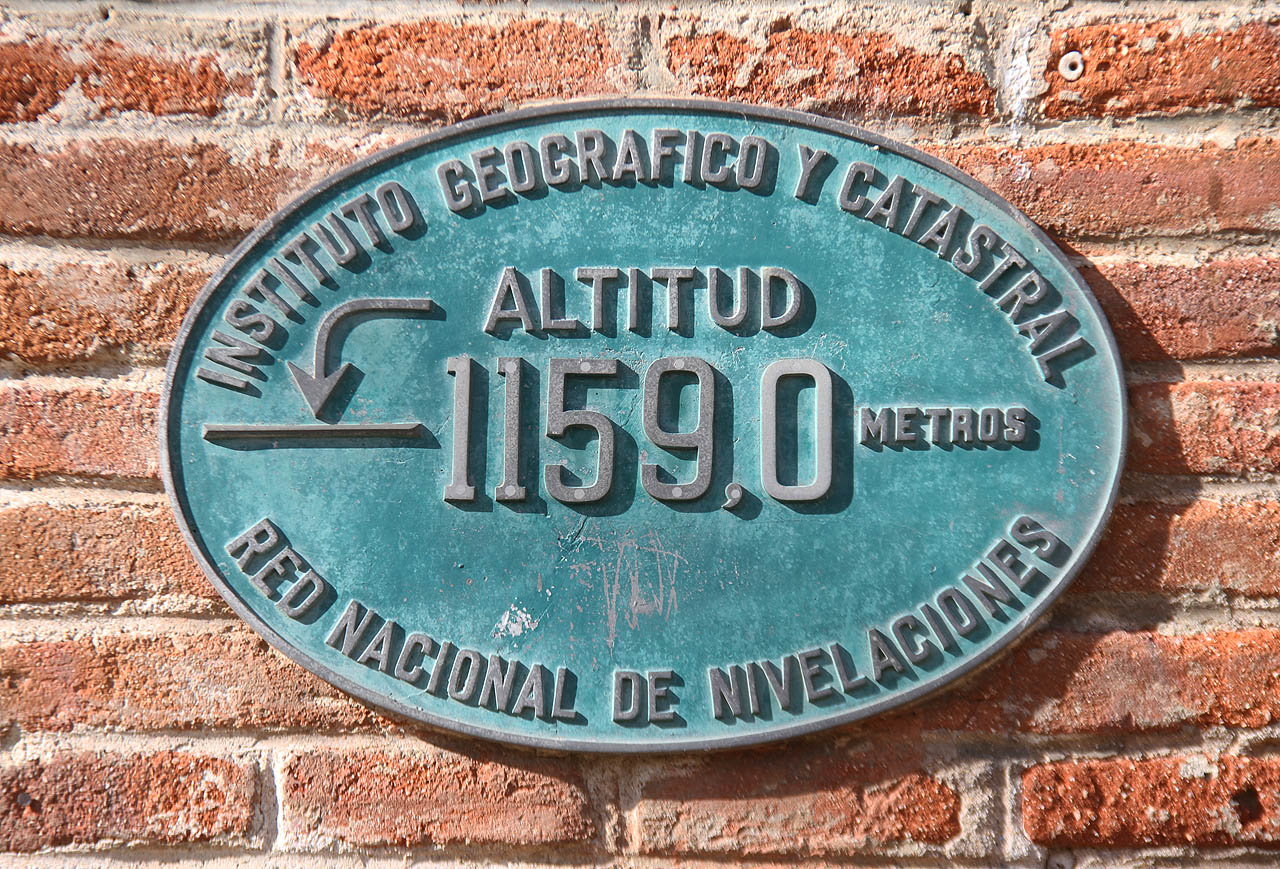 INSTITUTO GEOGRAFICO Y CATASTRAL
ALTITUD
1159,0 METROS
RED NACIONAL DE NIVELACIONES